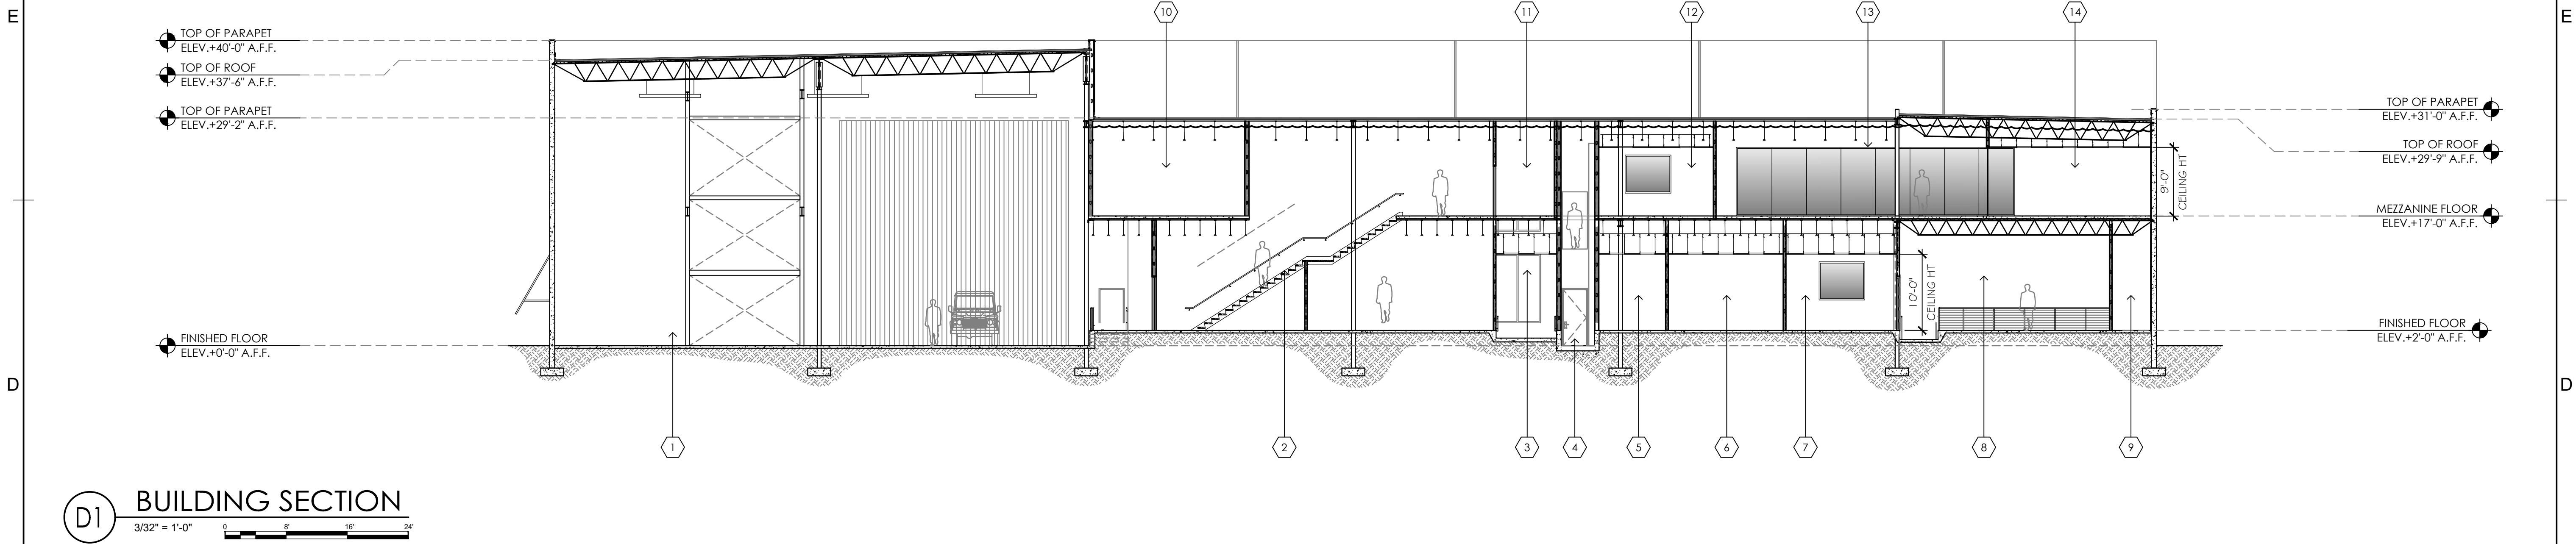 E
E
10
11
12
13
14
TOP OF PARAPET
ELEV.+40'-0" A.F.F.
TOP OF ROOF
ELEV.+37'-6" A.F.F.
TOP OF PARAPET
ELEV.+29'-2" A.F.F.
TOP OF PARAPET
ELEV.+31'-0" A.F.F.
TOP OF ROOF
ELEV.+29'-9" A.F.F.
9'-0"
CEILING HT
MEZZANINE FLOOR
ELEV.+17'-0" A.F.F.
10'-0"
CEILING HT
FINISHED FLOOR
ELEV.+0'-0" A.F.F.
FINISHED FLOOR
ELEV.+2'-0" A.F.F.
D
D
1
2
3
4
5
6
7
8
9
D1
BUILDING SECTION
3/32" = 1'-0"
0 8' 16' 24'